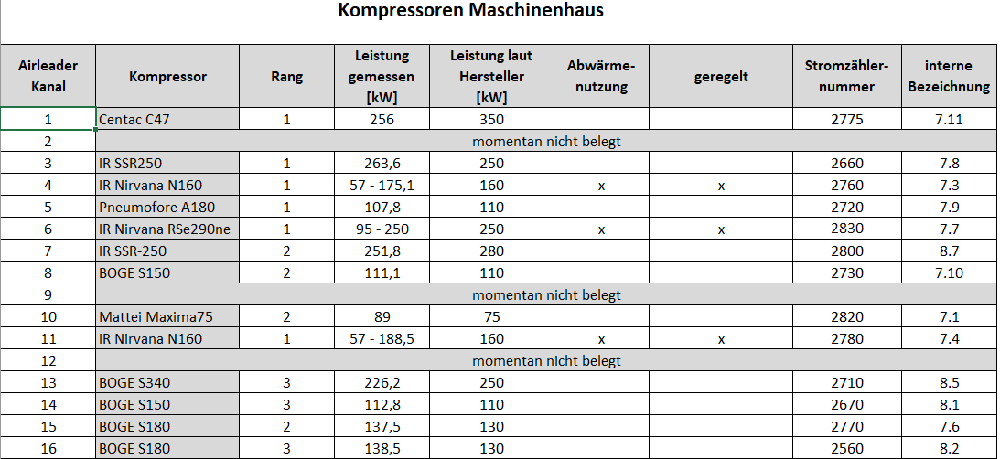 Kompressoren Maschinenhaus
Airleader Kanal | Kompressor | Rang | Leistung gemessen [kW] | Leistung laut Hersteller [kW] | Abwärme-nutzung | geregelt | Stromzähler-nummer | interne Bezeichnung
1 | Centac C47 | 1 | 256 | 350 | | | 2775 | 7.11
2 | momentan nicht belegt
3 | IR SSR250 | 1 | 263,6 | 250 | | | 2660 | 7.8
4 | IR Nirvana N160 | 1 | 57 - 175,1 | 160 | x | x | 2760 | 7.3
5 | Pneumofore A180 | 1 | 107,8 | 110 | | | 2720 | 7.9
6 | IR Nirvana RSe290ne | 1 | 95 - 250 | 250 | x | x | 2830 | 7.7
7 | IR SSR-250 | 2 | 251,8 | 280 | | | 2800 | 8.7
8 | BOGE S150 | 2 | 111,1 | 110 | | | 2730 | 7.10
9 | momentan nicht belegt
10 | Mattei Maxima75 | 2 | 89 | 75 | | | 2820 | 7.1
11 | IR Nirvana N160 | 1 | 57 - 188,5 | 160 | x | x | 2780 | 7.4
12 | momentan nicht belegt
13 | BOGE S340 | 3 | 226,2 | 250 | | | 2710 | 8.5
14 | BOGE S150 | 3 | 112,8 | 110 | | | 2670 | 8.1
15 | BOGE S180 | 2 | 137,5 | 130 | | | 2770 | 7.6
16 | BOGE S180 | 3 | 138,5 | 130 | | | 2560 | 8.2